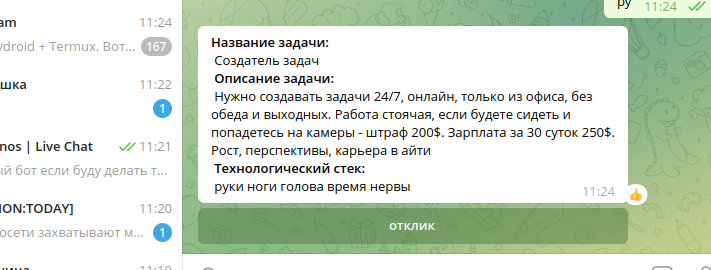 am
11:24
ydroid + Termux. Вот...
167
шка
11:22
1
nos | Live Chat
11:21
ый бот если буду делать т...
ION:TODAY]
11:20
осети захватывают м...
1
ру
11:24
Название задачи:
Создатель задач
Описание задачи:
Нужно создавать задачи 24/7, онлайн, только из офиса, без
обеда и выходных. Работа стоячая, если будете сидеть и
попадетесь на камеры - штраф 200$. Зарплата за 30 суток 250$.
Рост, перспективы, карьера в айти
Технологический стек:
руки ноги голова время нервы
11:24
отклик